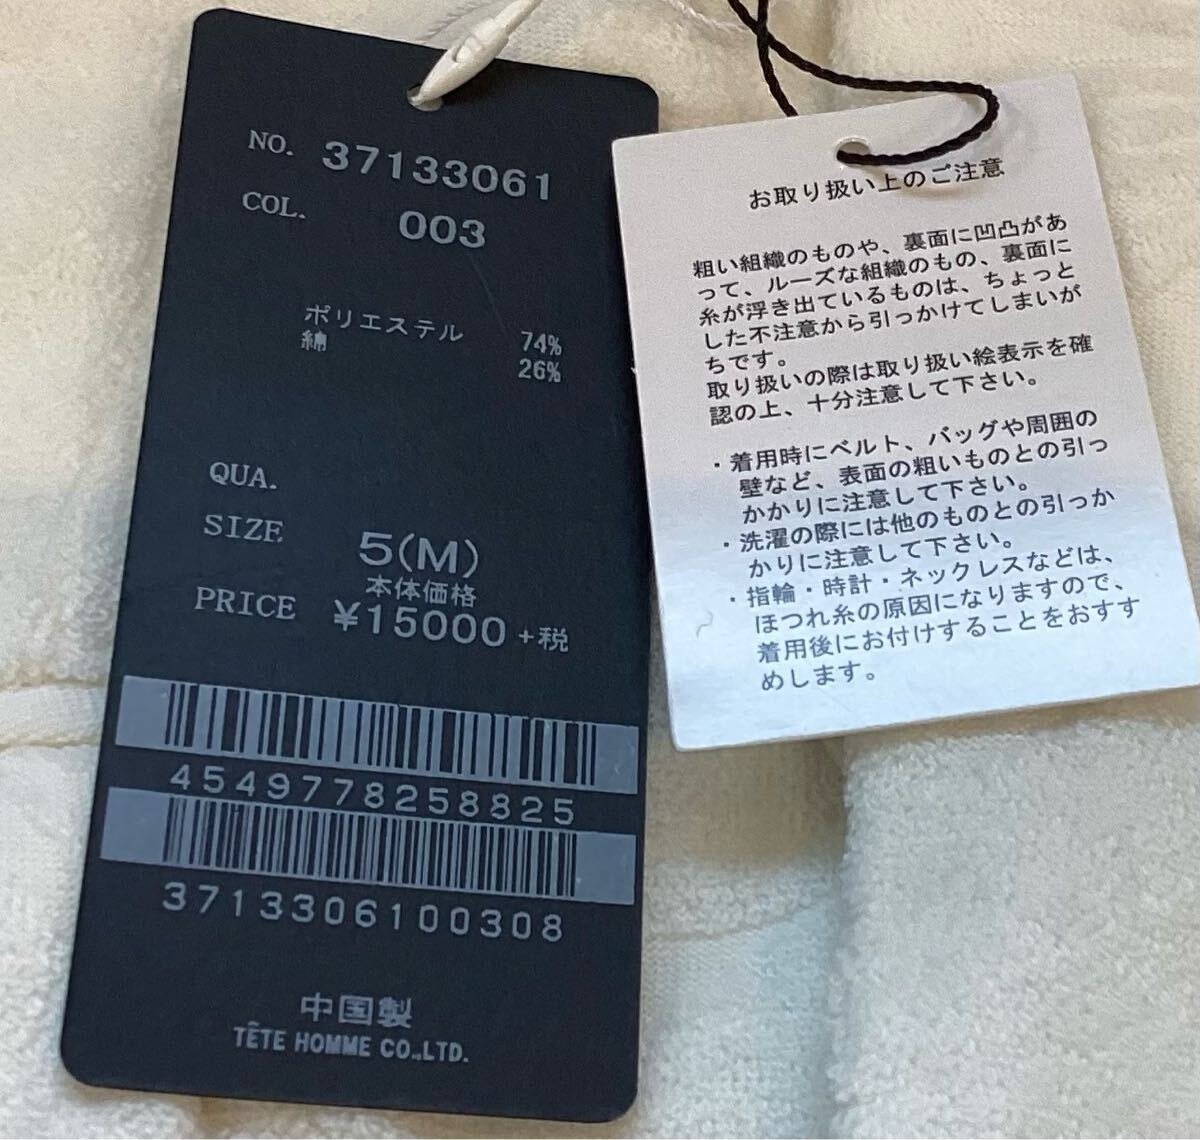 NO. 37133061
COL. 003
ポリエステル 74%
綿 26%
QUA.
SIZE 5(M)
本体価格
PRICE ¥15000+税
4549778258825
3713306100308
中国製
TÊTE HOMME CO.,LTD.
お取り扱い上のご注意
粗い組織のものや、裏面に凹凸があ
って、ルーズな組織のもの、裏面に
糸が浮き出ているものは、ちょっと
した不注意から引っかけてしまいが
ちです。
取り扱いの際は取り扱い絵表示を確
認の上、十分注意して下さい。
・着用時にベルト、バッグや周囲の
壁など、表面の粗いものとの引っ
かかりに注意して下さい。
・洗濯の際には他のものとの引っか
かりに注意して下さい。
・指輪・時計・ネックレスなどは、
ほつれ糸の原因になりますので、
着用後にお付けすることをおすす
めします。